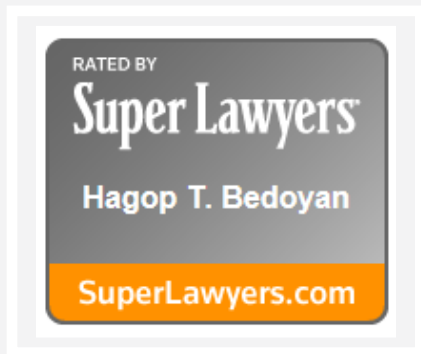 RATED BY
Super Lawyers
Hagop T. Bedoyan
SuperLawyers.com